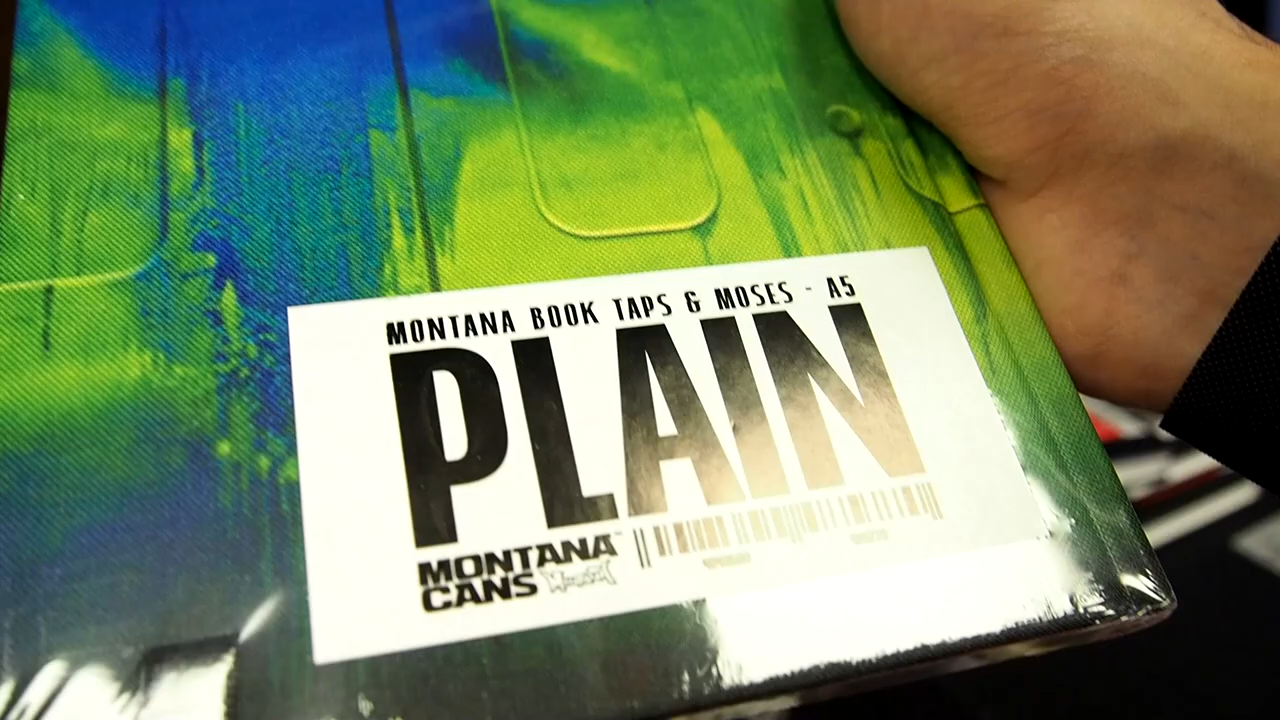 MONTANA BOOK TAPS & MOSES - A5
PLAIN
MONTANA
CANS